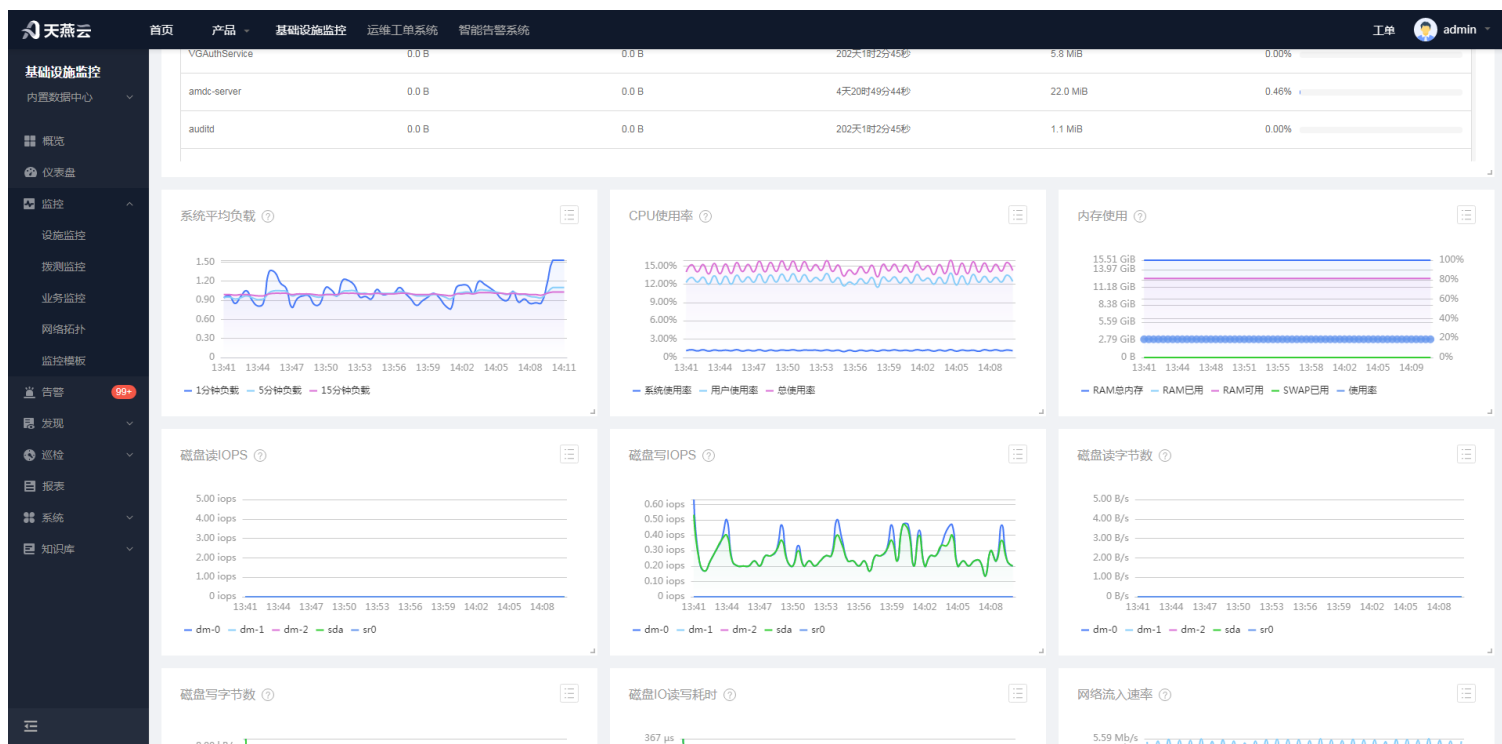 天燕云 首页 产品 基础设施监控 运维工单系统 智能告警系统 工单 admin
基础设施监控
内置数据中心
概览
仪表盘
监控
设施监控
拨测监控
业务监控
网络拓扑
监控模板
告警 99+
发现
巡检
报表
系统
知识库
VGAuthService 0.0 B 0.0 B 202天1时2分45秒 5.8 MiB 0.00%
amdc-server 0.0 B 0.0 B 4天20时49分44秒 22.0 MiB 0.46%
auditd 0.0 B 0.0 B 202天1时2分45秒 1.1 MiB 0.00%
系统平均负载
1.50
1.20
0.90
0.60
0.30
0
13:41 13:44 13:47 13:50 13:53 13:56 13:59 14:02 14:05 14:08 14:11
1分钟负载 5分钟负载 15分钟负载
CPU使用率
15.00%
12.00%
9.00%
6.00%
3.00%
0%
13:41 13:44 13:47 13:50 13:53 13:56 13:59 14:02 14:05 14:08
系统使用率 用户使用率 总使用率
内存使用
15.51 GiB 100%
13.97 GiB
11.18 GiB 80%
8.38 GiB 60%
5.59 GiB 40%
2.79 GiB 20%
0 B 0%
13:41 13:44 13:48 13:51 13:55 13:58 14:02 14:05 14:09
RAM总内存 RAM已用 RAM可用 SWAP已用 使用率
磁盘读IOPS
5.00 iops
4.00 iops
3.00 iops
2.00 iops
1.00 iops
0 iops
13:41 13:44 13:47 13:50 13:53 13:56 13:59 14:02 14:05 14:08
dm-0 dm-1 dm-2 sda sr0
磁盘写IOPS
0.60 iops
0.50 iops
0.40 iops
0.30 iops
0.20 iops
0.10 iops
0 iops
13:41 13:44 13:47 13:50 13:53 13:56 13:59 14:02 14:05 14:08
dm-0 dm-1 dm-2 sda sr0
磁盘读字节数
5.00 B/s
4.00 B/s
3.00 B/s
2.00 B/s
1.00 B/s
0 B/s
13:41 13:44 13:47 13:50 13:53 13:56 13:59 14:02 14:05 14:08
dm-0 dm-1 dm-2 sda sr0
磁盘写字节数
磁盘IO读写耗时
367 μs
网络流入速率
5.59 Mb/s